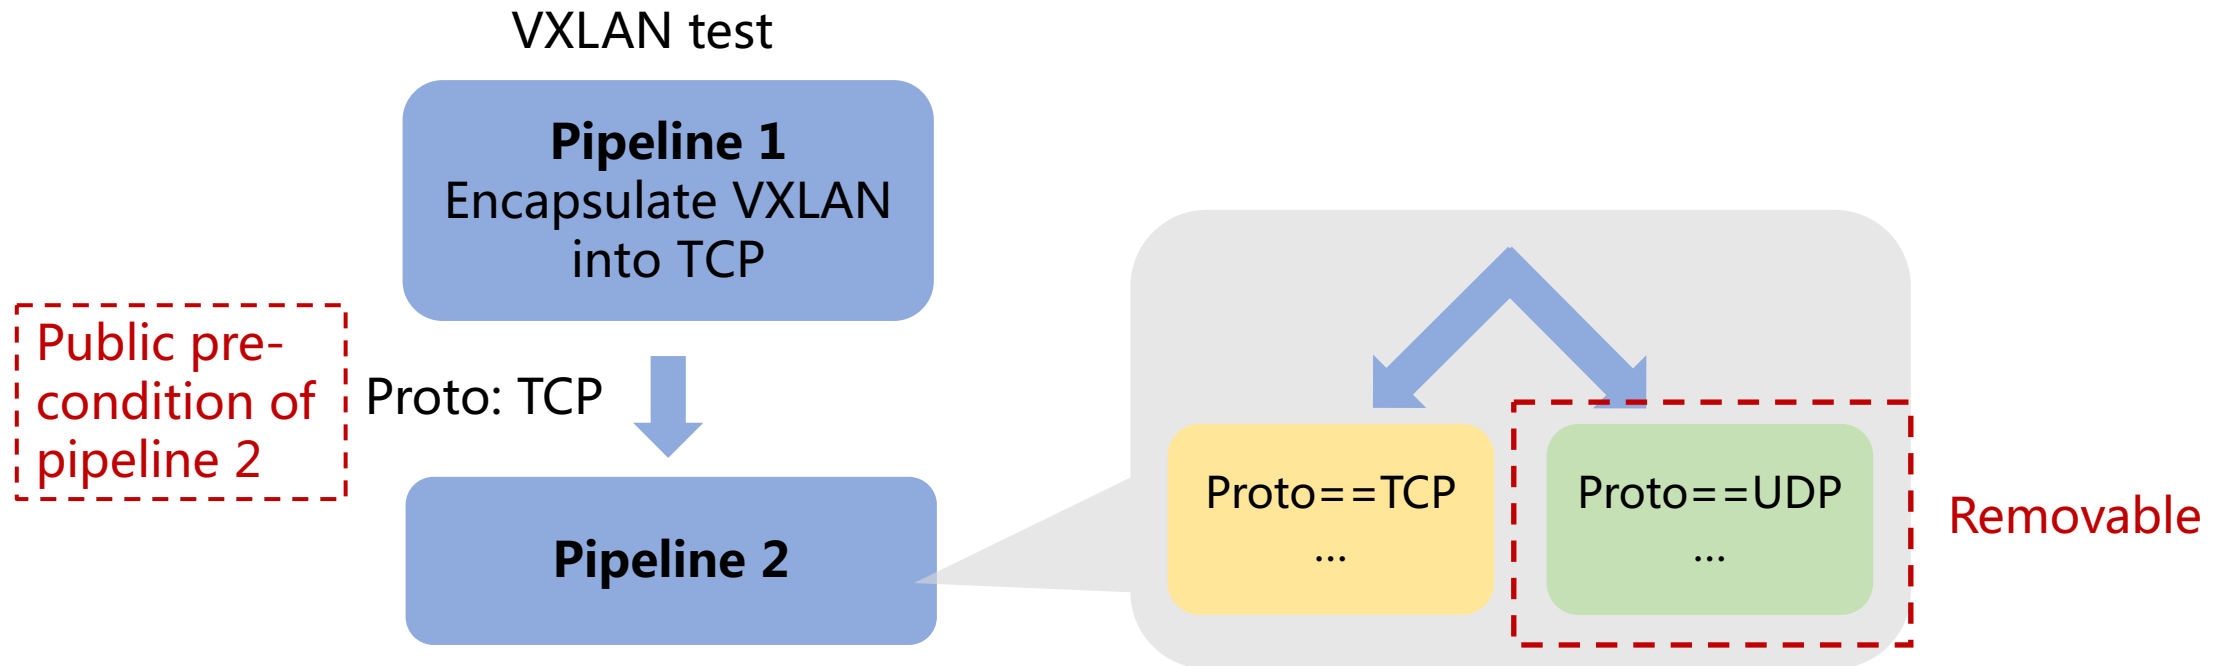 VXLAN test
Pipeline 1
Encapsulate VXLAN
into TCP
Public pre-
condition of
pipeline 2
Proto: TCP
Pipeline 2
Proto==TCP
...
Proto==UDP
...
Removable